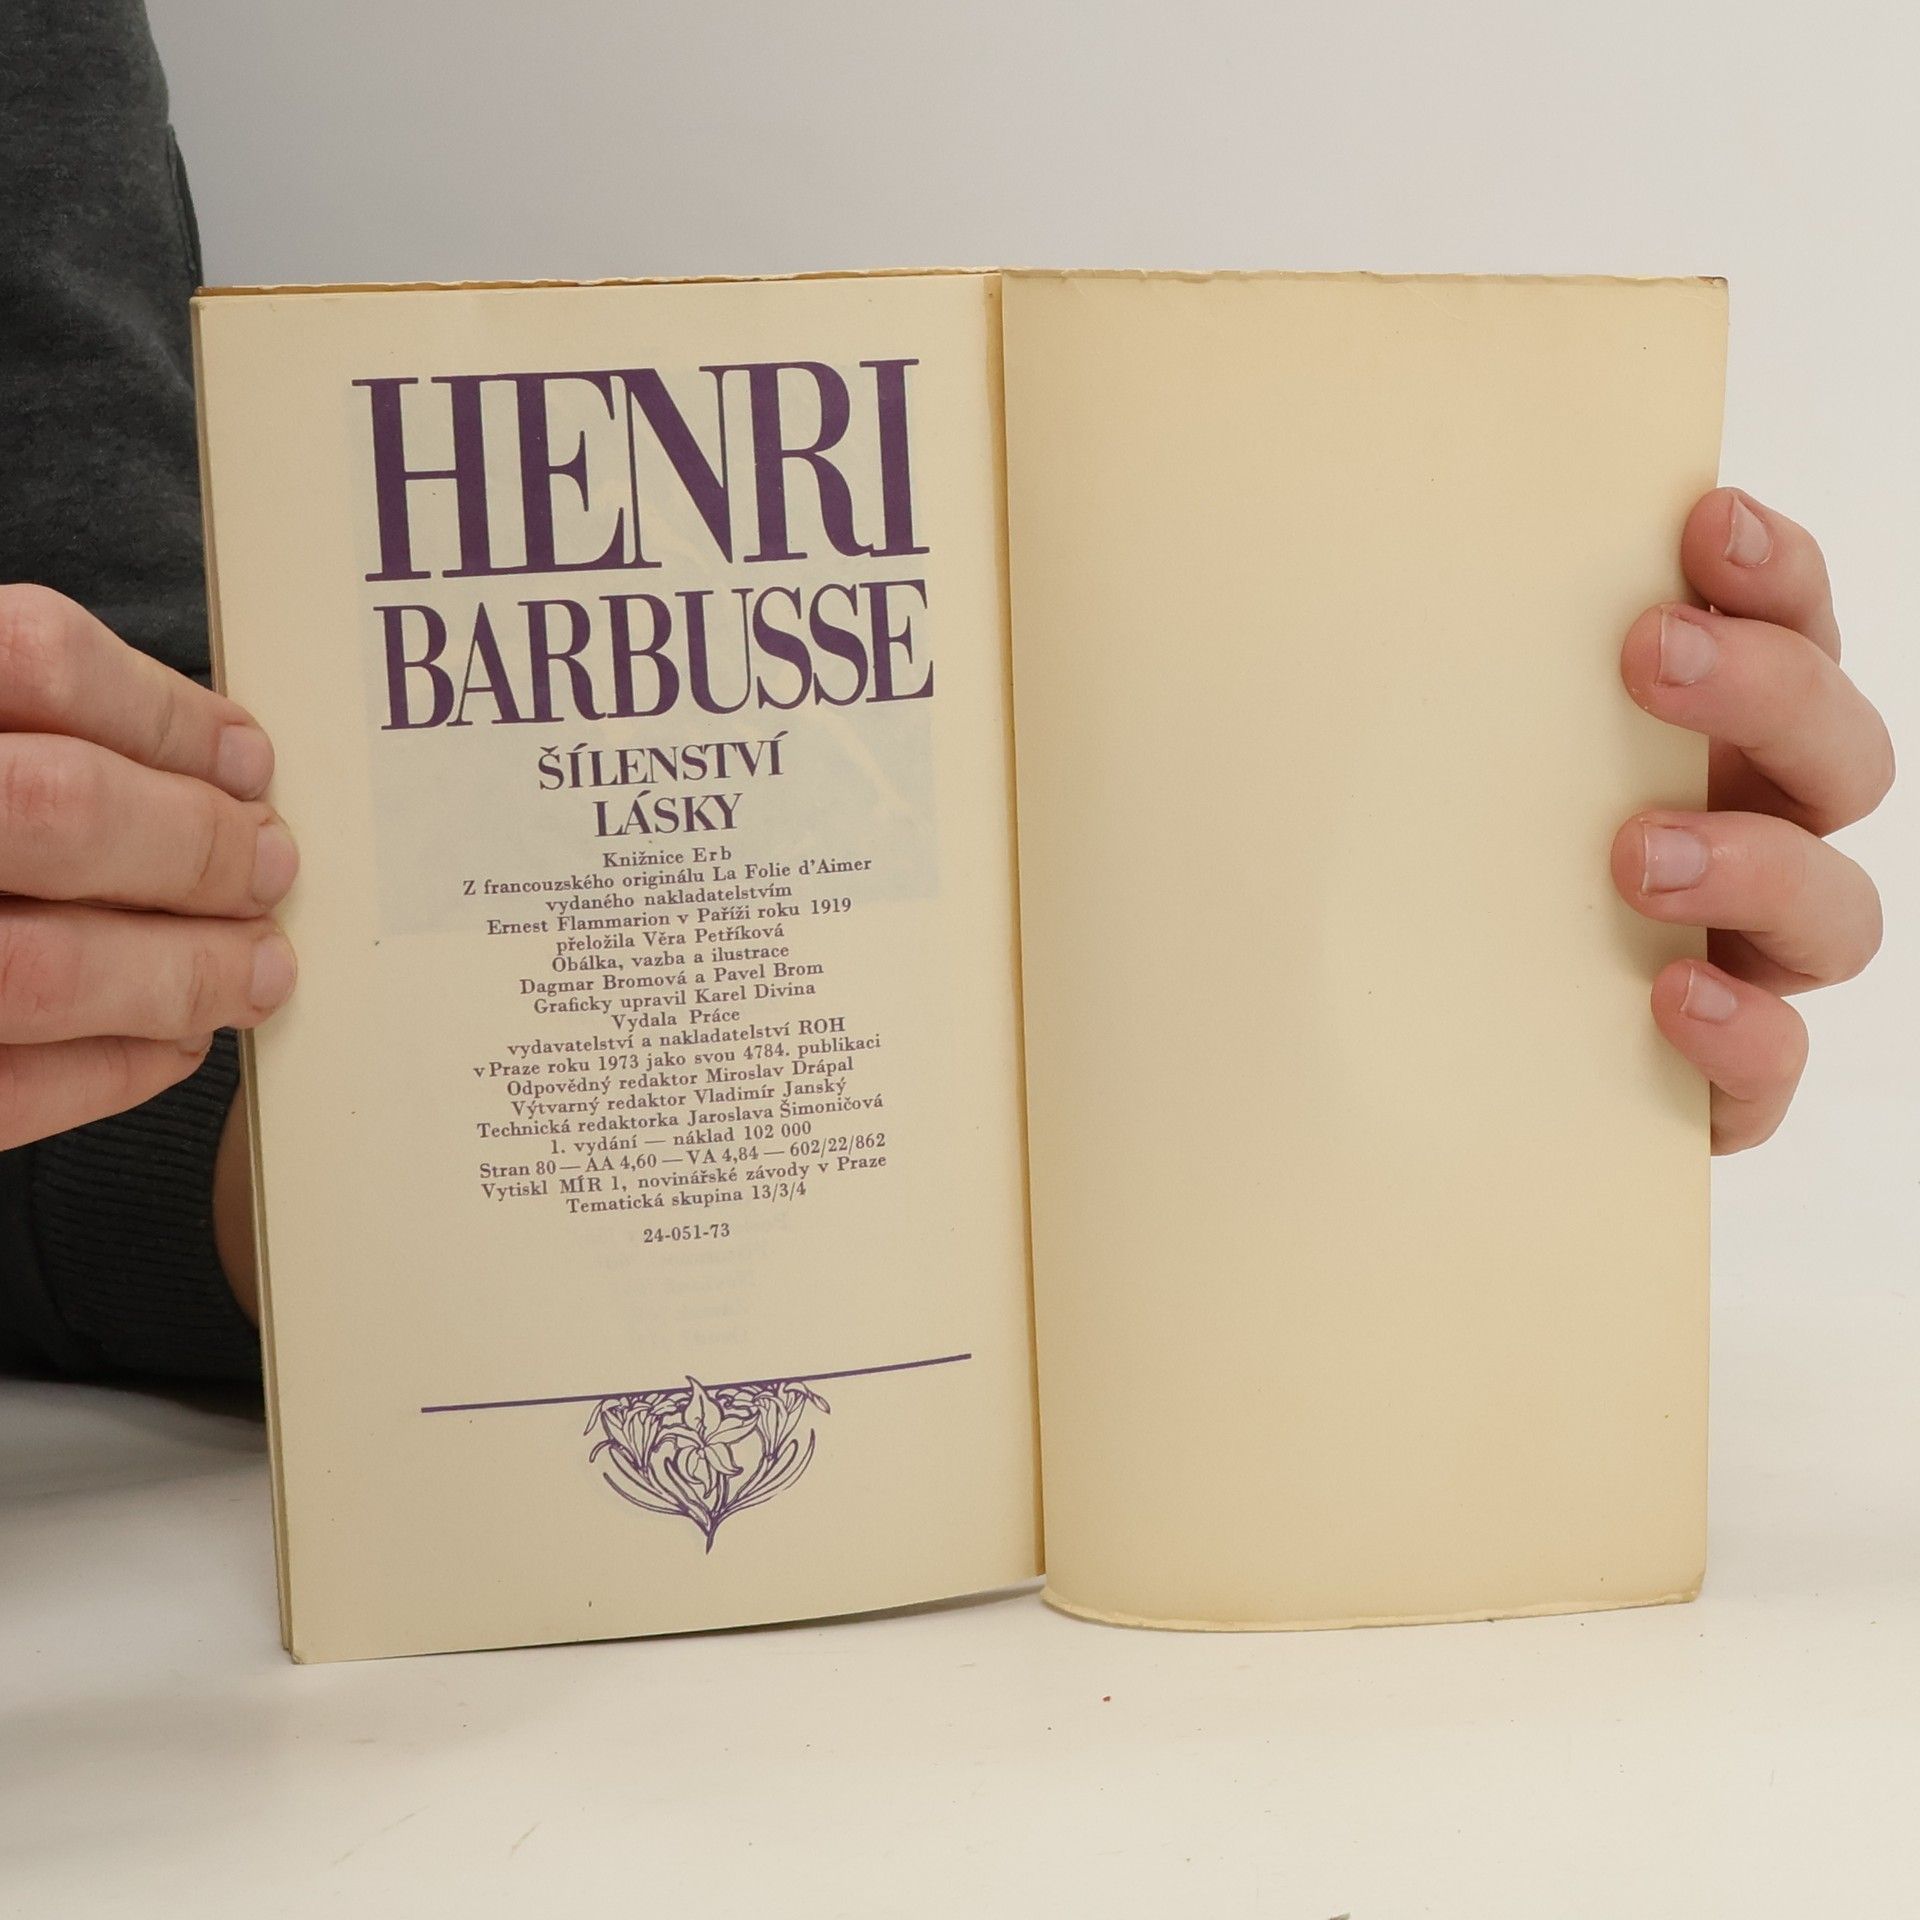 HENRI
BARBUSSE
ŠÍLENSTVÍ
LÁSKY
Knižnice Erb
Z francouzského originálu La Folie d'Aimer
vydaného nakladatelstvím
Ernest Flammarion v Paříži roku 1919
přeložila Věra Petříková
Obálka, vazba a ilustrace
Dagmar Bromová a Pavel Brom
Graficky upravil Karel Divina
Vydala Práce
vydavatelství a nakladatelství ROH
v Praze roku 1973 jako svou 4784. publikaci
Odpovědný redaktor Miroslav Drápal
Výtvarný redaktor Vladimír Janský
Technická redaktorka Jaroslava Šimoničová
1. vydání — náklad 102 000
Stran 80 — AA 4,60 — VA 4,84 — 602/22/862
Vytiskl MÍR 1, novinářské závody v Praze
Tematická skupina 13/3/4
24-051-73